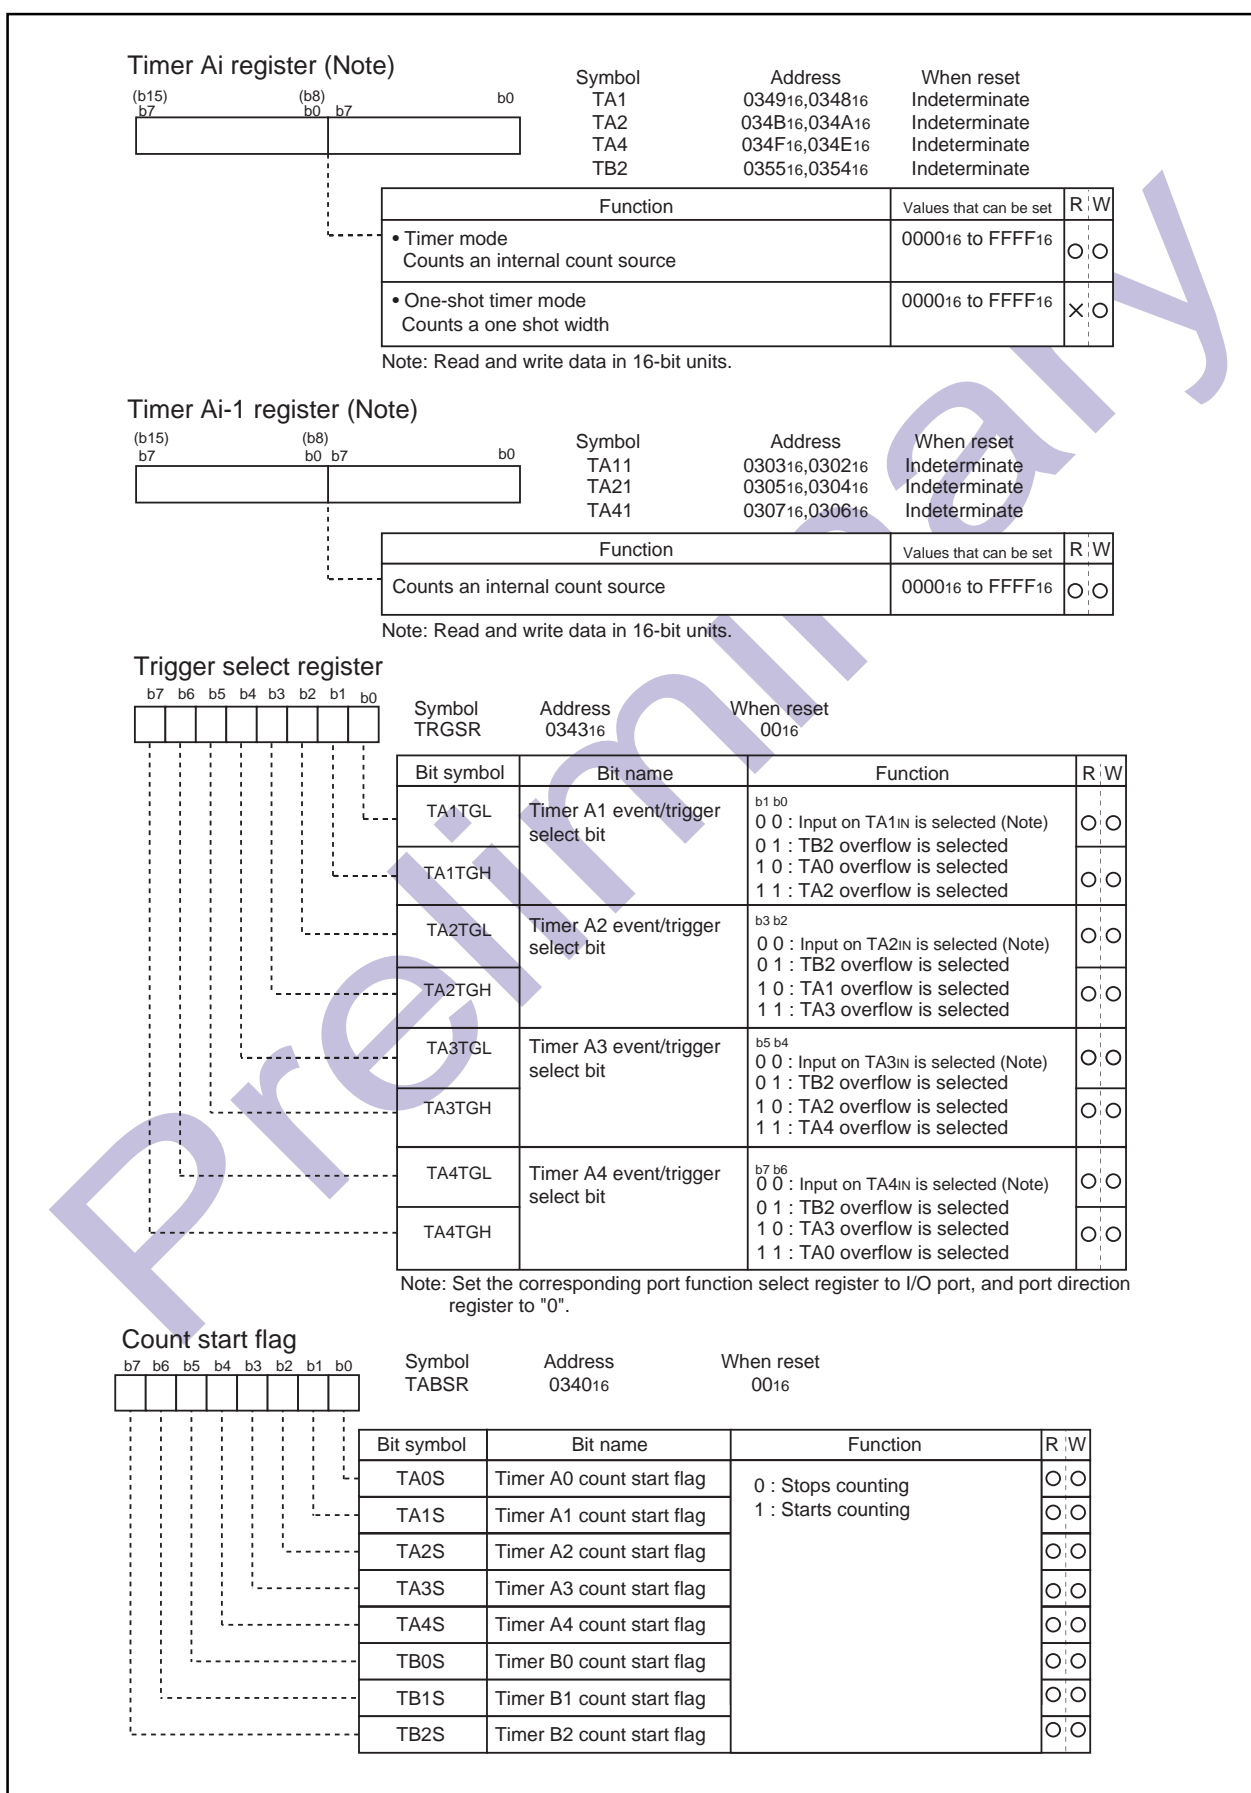 Timer Ai register (Note)
(b15) (b8)
b7 b0 b7 b0
Symbol Address When reset
TA1 034916,034816 Indeterminate
TA2 034B16,034A16 Indeterminate
TA4 034F16,034E16 Indeterminate
TB2 035516,035416 Indeterminate
Function Values that can be set R W
• Timer mode 000016 to FFFF16
Counts an internal count source
• One-shot timer mode 000016 to FFFF16
Counts a one shot width
Note: Read and write data in 16-bit units.
Timer Ai-1 register (Note)
(b15) (b8)
b7 b0 b7 b0
Symbol Address When reset
TA11 030316,030216 Indeterminate
TA21 030516,030416 Indeterminate
TA41 030716,030616 Indeterminate
Function Values that can be set R W
Counts an internal count source 000016 to FFFF16
Note: Read and write data in 16-bit units.
Trigger select register
b7 b6 b5 b4 b3 b2 b1 b0
Symbol Address When reset
TRGSR 034316 0016
Bit symbol Bit name Function R W
TA1TGL Timer A1 event/trigger
select bit
b1 b0
0 0 : Input on TA1IN is selected (Note)
0 1 : TB2 overflow is selected
TA1TGH 1 0 : TA0 overflow is selected
1 1 : TA2 overflow is selected
TA2TGL Timer A2 event/trigger
select bit
b3 b2
0 0 : Input on TA2IN is selected (Note)
0 1 : TB2 overflow is selected
TA2TGH 1 0 : TA1 overflow is selected
1 1 : TA3 overflow is selected
TA3TGL Timer A3 event/trigger
select bit
b5 b4
0 0 : Input on TA3IN is selected (Note)
0 1 : TB2 overflow is selected
TA3TGH 1 0 : TA2 overflow is selected
1 1 : TA4 overflow is selected
TA4TGL Timer A4 event/trigger
select bit
b7 b6
0 0 : Input on TA4IN is selected (Note)
0 1 : TB2 overflow is selected
TA4TGH 1 0 : TA3 overflow is selected
1 1 : TA0 overflow is selected
Note: Set the corresponding port function select register to I/O port, and port direction
register to "0".
Count start flag
b7 b6 b5 b4 b3 b2 b1 b0
Symbol Address When reset
TABSR 034016 0016
Bit symbol Bit name Function R W
TA0S Timer A0 count start flag 0 : Stops counting
TA1S Timer A1 count start flag 1 : Starts counting
TA2S Timer A2 count start flag
TA3S Timer A3 count start flag
TA4S Timer A4 count start flag
TB0S Timer B0 count start flag
TB1S Timer B1 count start flag
TB2S Timer B2 count start flag
Preliminary